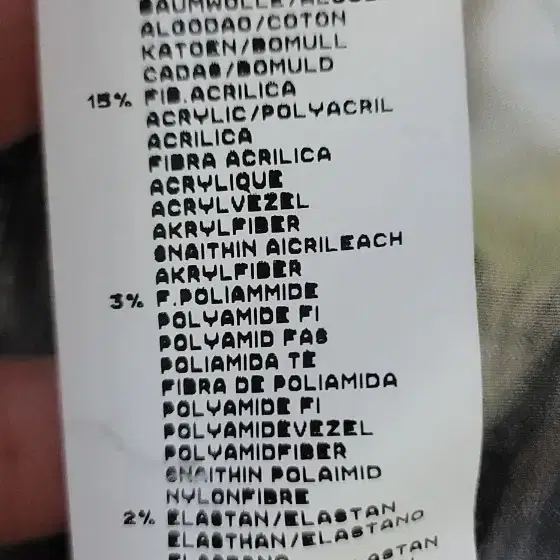 BAUMWOLLE/
ALGODAO/COTON
KATOEN/BOMULL
CADAS/BOMULD
15% FIB.ACRILICA
ACRYLIC/POLYACRIL
ACRILICA
FIBRA ACRILICA
ACRYLIQUE
ACRYLVEZEL
AKRYLFIBER
SNAITHIN AICRILEACH
AKRYLFIBER
3% F.POLIAMMIDE
POLYAMIDE FI
POLYAMID FAS
POLIAMIDA TE
FIBRA DE POLIAMIDA
POLYAMIDE FI
POLYAMIDEVEZEL
POLYAMIDFIBER
SNAITHIN POLAIMID
NYLONFIBRE
2% ELASTAN/ELASTAN
ELASTHAN/ELASTANO